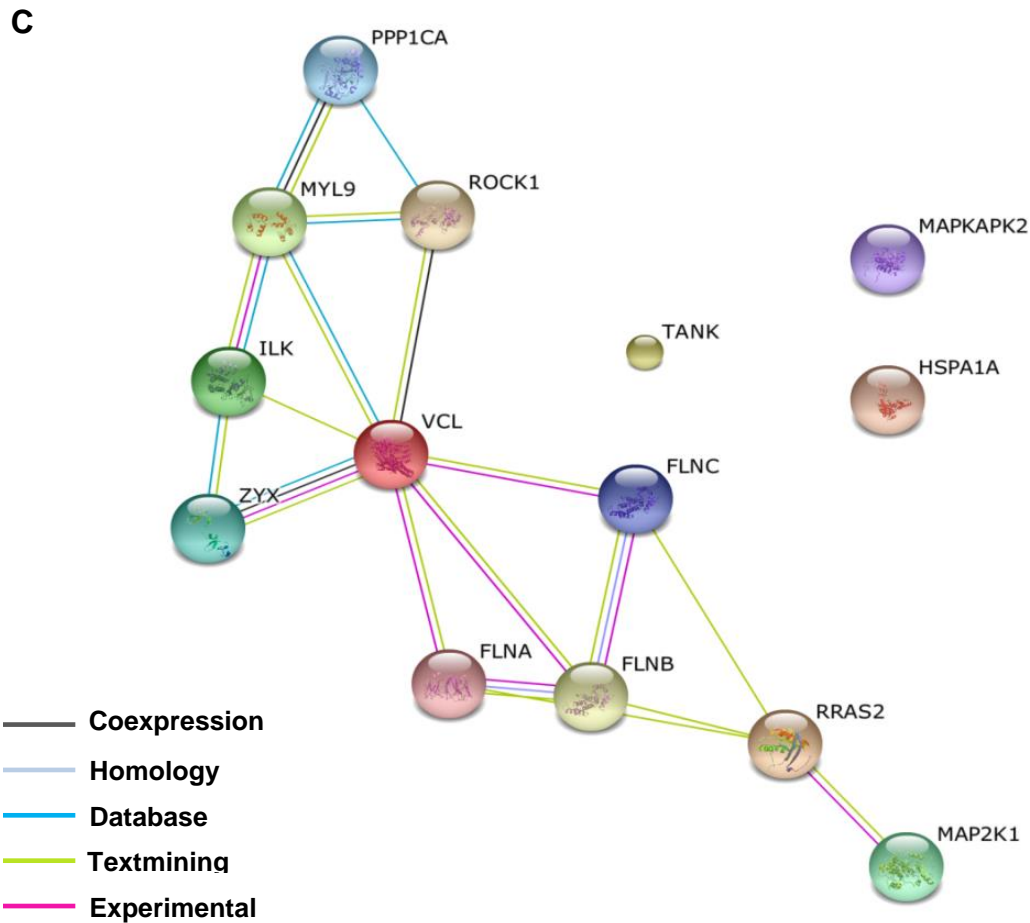 C
PPP1CA
MYL9
ROCK1
MAPKAPK2
TANK
ILK
HSPA1A
VCL
FLNC
ZYX
FLNA
FLNB
RRAS2
MAP2K1
Coexpression
Homology
Database
Textmining
Experimental